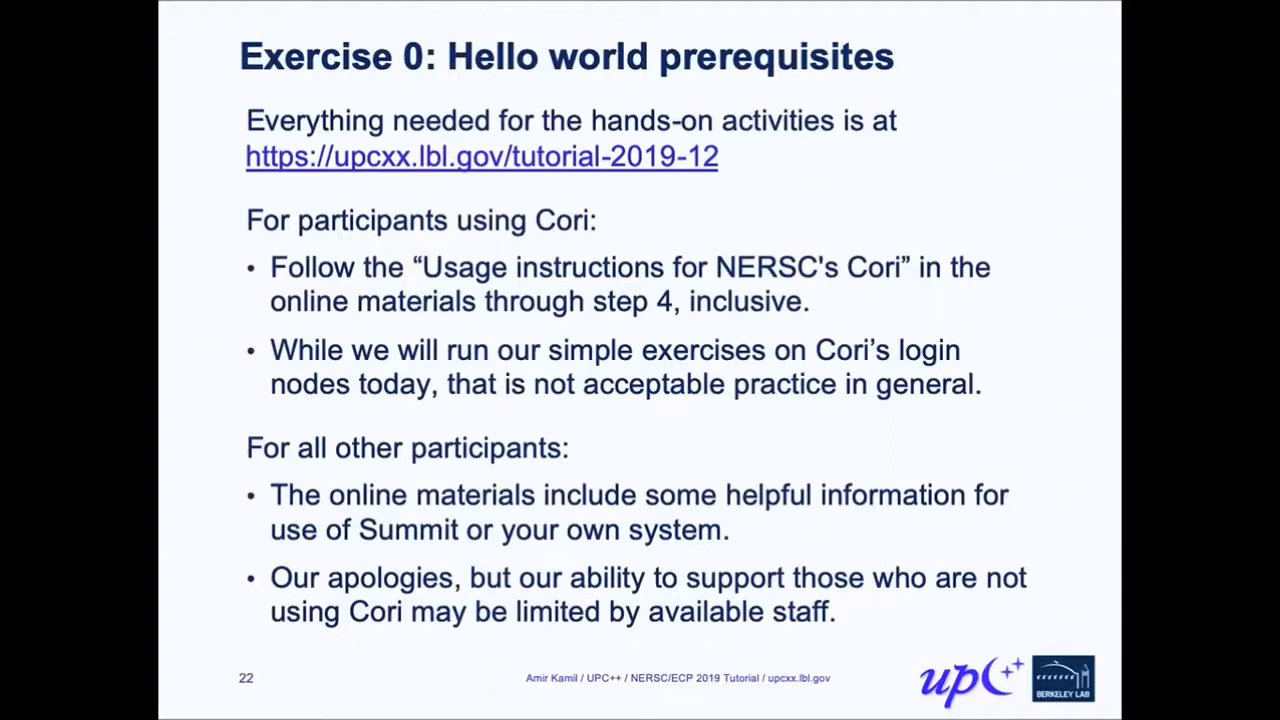 Exercise 0: Hello world prerequisites
Everything needed for the hands-on activities is at
https://upcxx.lbl.gov/tutorial-2019-12
For participants using Cori:
• Follow the “Usage instructions for NERSC's Cori” in the
online materials through step 4, inclusive.
• While we will run our simple exercises on Cori’s login
nodes today, that is not acceptable practice in general.
For all other participants:
• The online materials include some helpful information for
use of Summit or your own system.
• Our apologies, but our ability to support those who are not
using Cori may be limited by available staff.
22
Amir Kamil / UPC++ / NERSC/ECP 2019 Tutorial / upcxx.lbl.gov
upc++
BERKELEY LAB